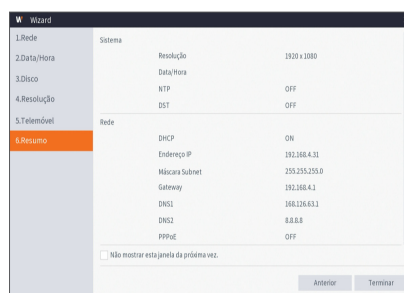 W Wizard
1.Rede
2.Data/Hora
3.Disco
4.Resolução
5.Telemóvel
6.Resumo
Sistema
Resolução 1920 x 1080
Data/Hora
NTP OFF
DST OFF
Rede
DHCP ON
Endereço IP 192.168.4.31
Máscara Subnet 255.255.255.0
Gateway 192.168.4.1
DNS1 168.126.63.1
DNS2 8.8.8.8
PPPoE OFF
Não mostrar esta janela da próxima vez.
Anterior Terminar